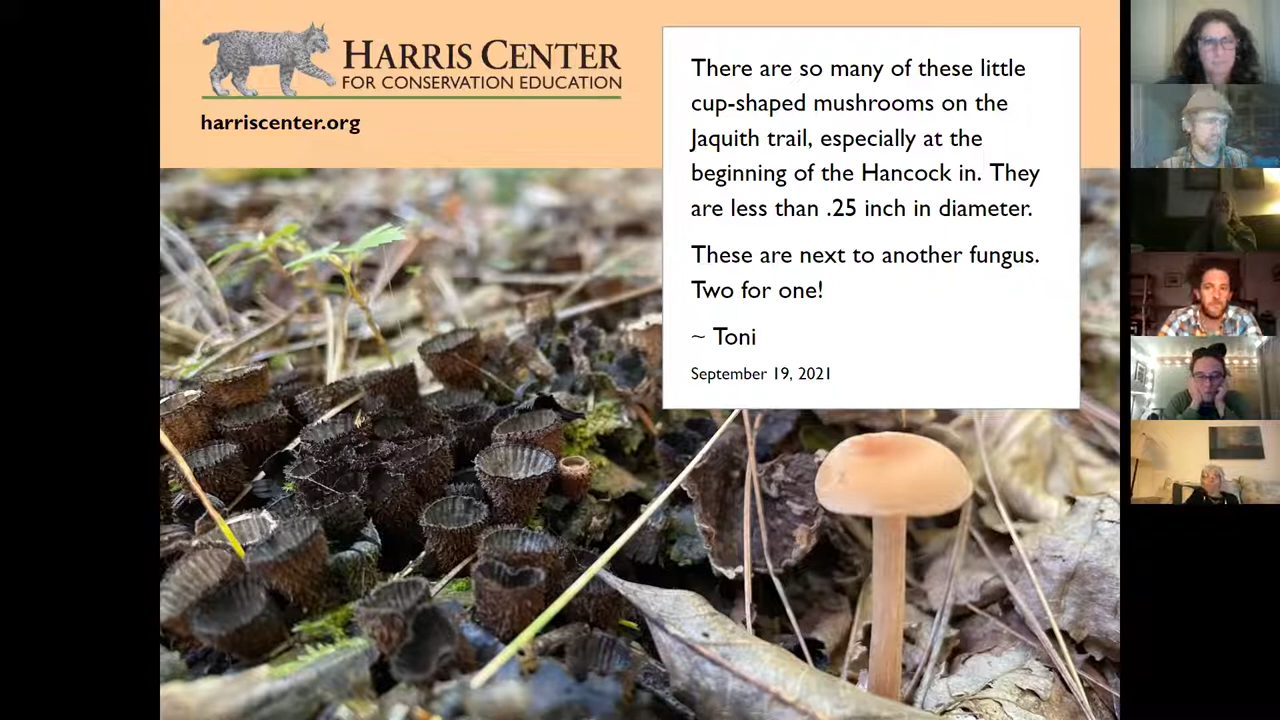 HARRIS CENTER
FOR CONSERVATION EDUCATION
harriscenter.org
There are so many of these little
cup-shaped mushrooms on the
Jaquith trail, especially at the
beginning of the Hancock in. They
are less than .25 inch in diameter.
These are next to another fungus.
Two for one!
~ Toni
September 19, 2021